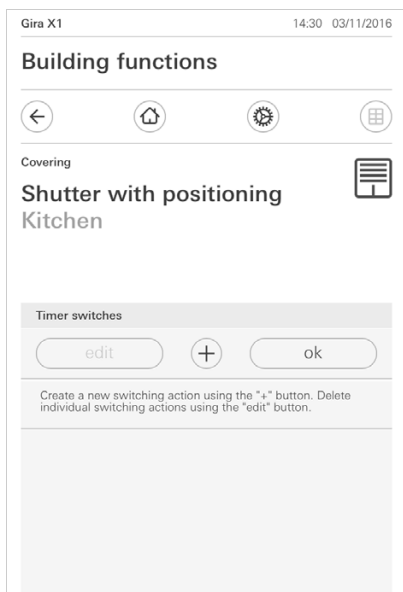 Gira X1 14:30 03/11/2016
Building functions
Covering
Shutter with positioning
Kitchen
Timer switches
edit + ok
Create a new switching action using the "+" button. Delete
individual switching actions using the "edit" button.